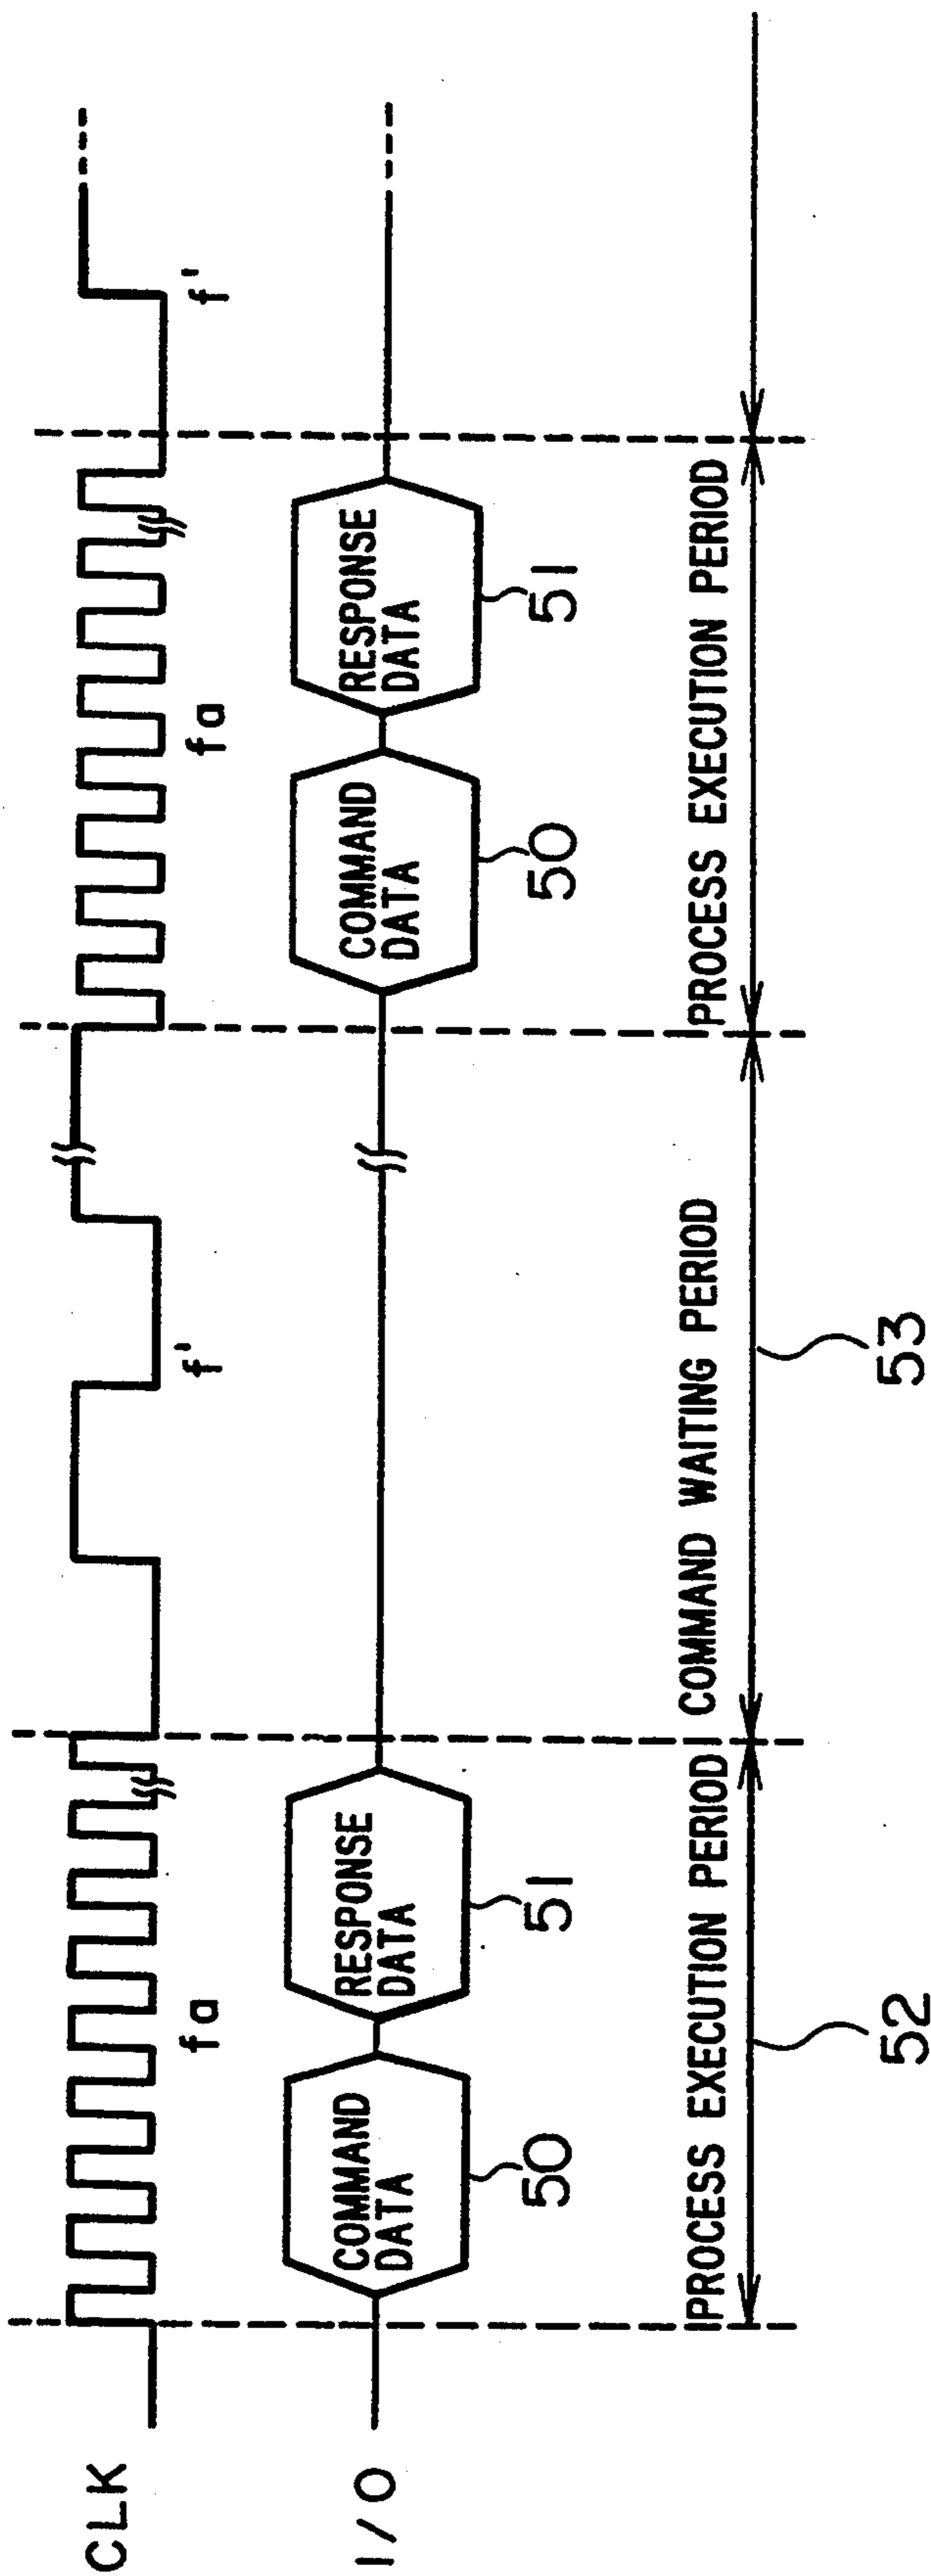 CLK
fa
f'
fa
f'
I/O
COMMAND
DATA
RESPONSE
DATA
COMMAND
DATA
RESPONSE
DATA
50
51
50
51
PROCESS EXECUTION PERIOD
COMMAND WAITING PERIOD
PROCESS EXECUTION PERIOD
52
53